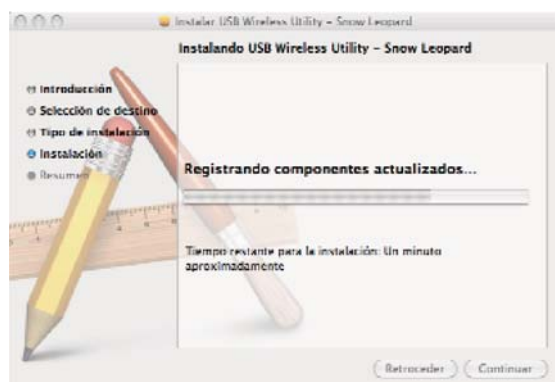 Instalar USB Wireless Utility – Snow Leopard
Instalando USB Wireless Utility – Snow Leopard
Introducción
Selección de destino
Tipo de instalación
Instalación
Resumen
Registrando componentes actualizados...
Tiempo restante para la instalación: Un minuto
aproximadamente
Retroceder
Continuar